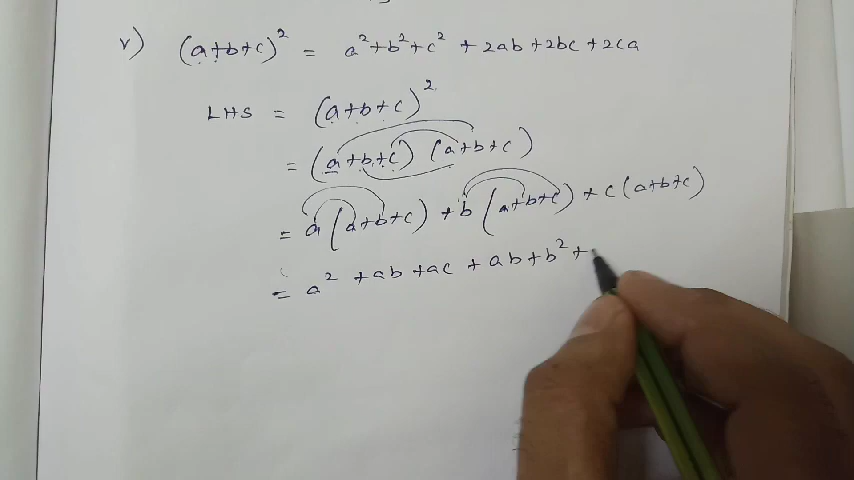 v) (a+b+c)² = a²+b²+c² + 2ab+2bc+2ca
LHS = (a+b+c)²
= (a+b+c) (a+b+c)
= a(a+b+c) + b(a+b+c) + c(a+b+c)
= a² + ab + ac + ab + b² +